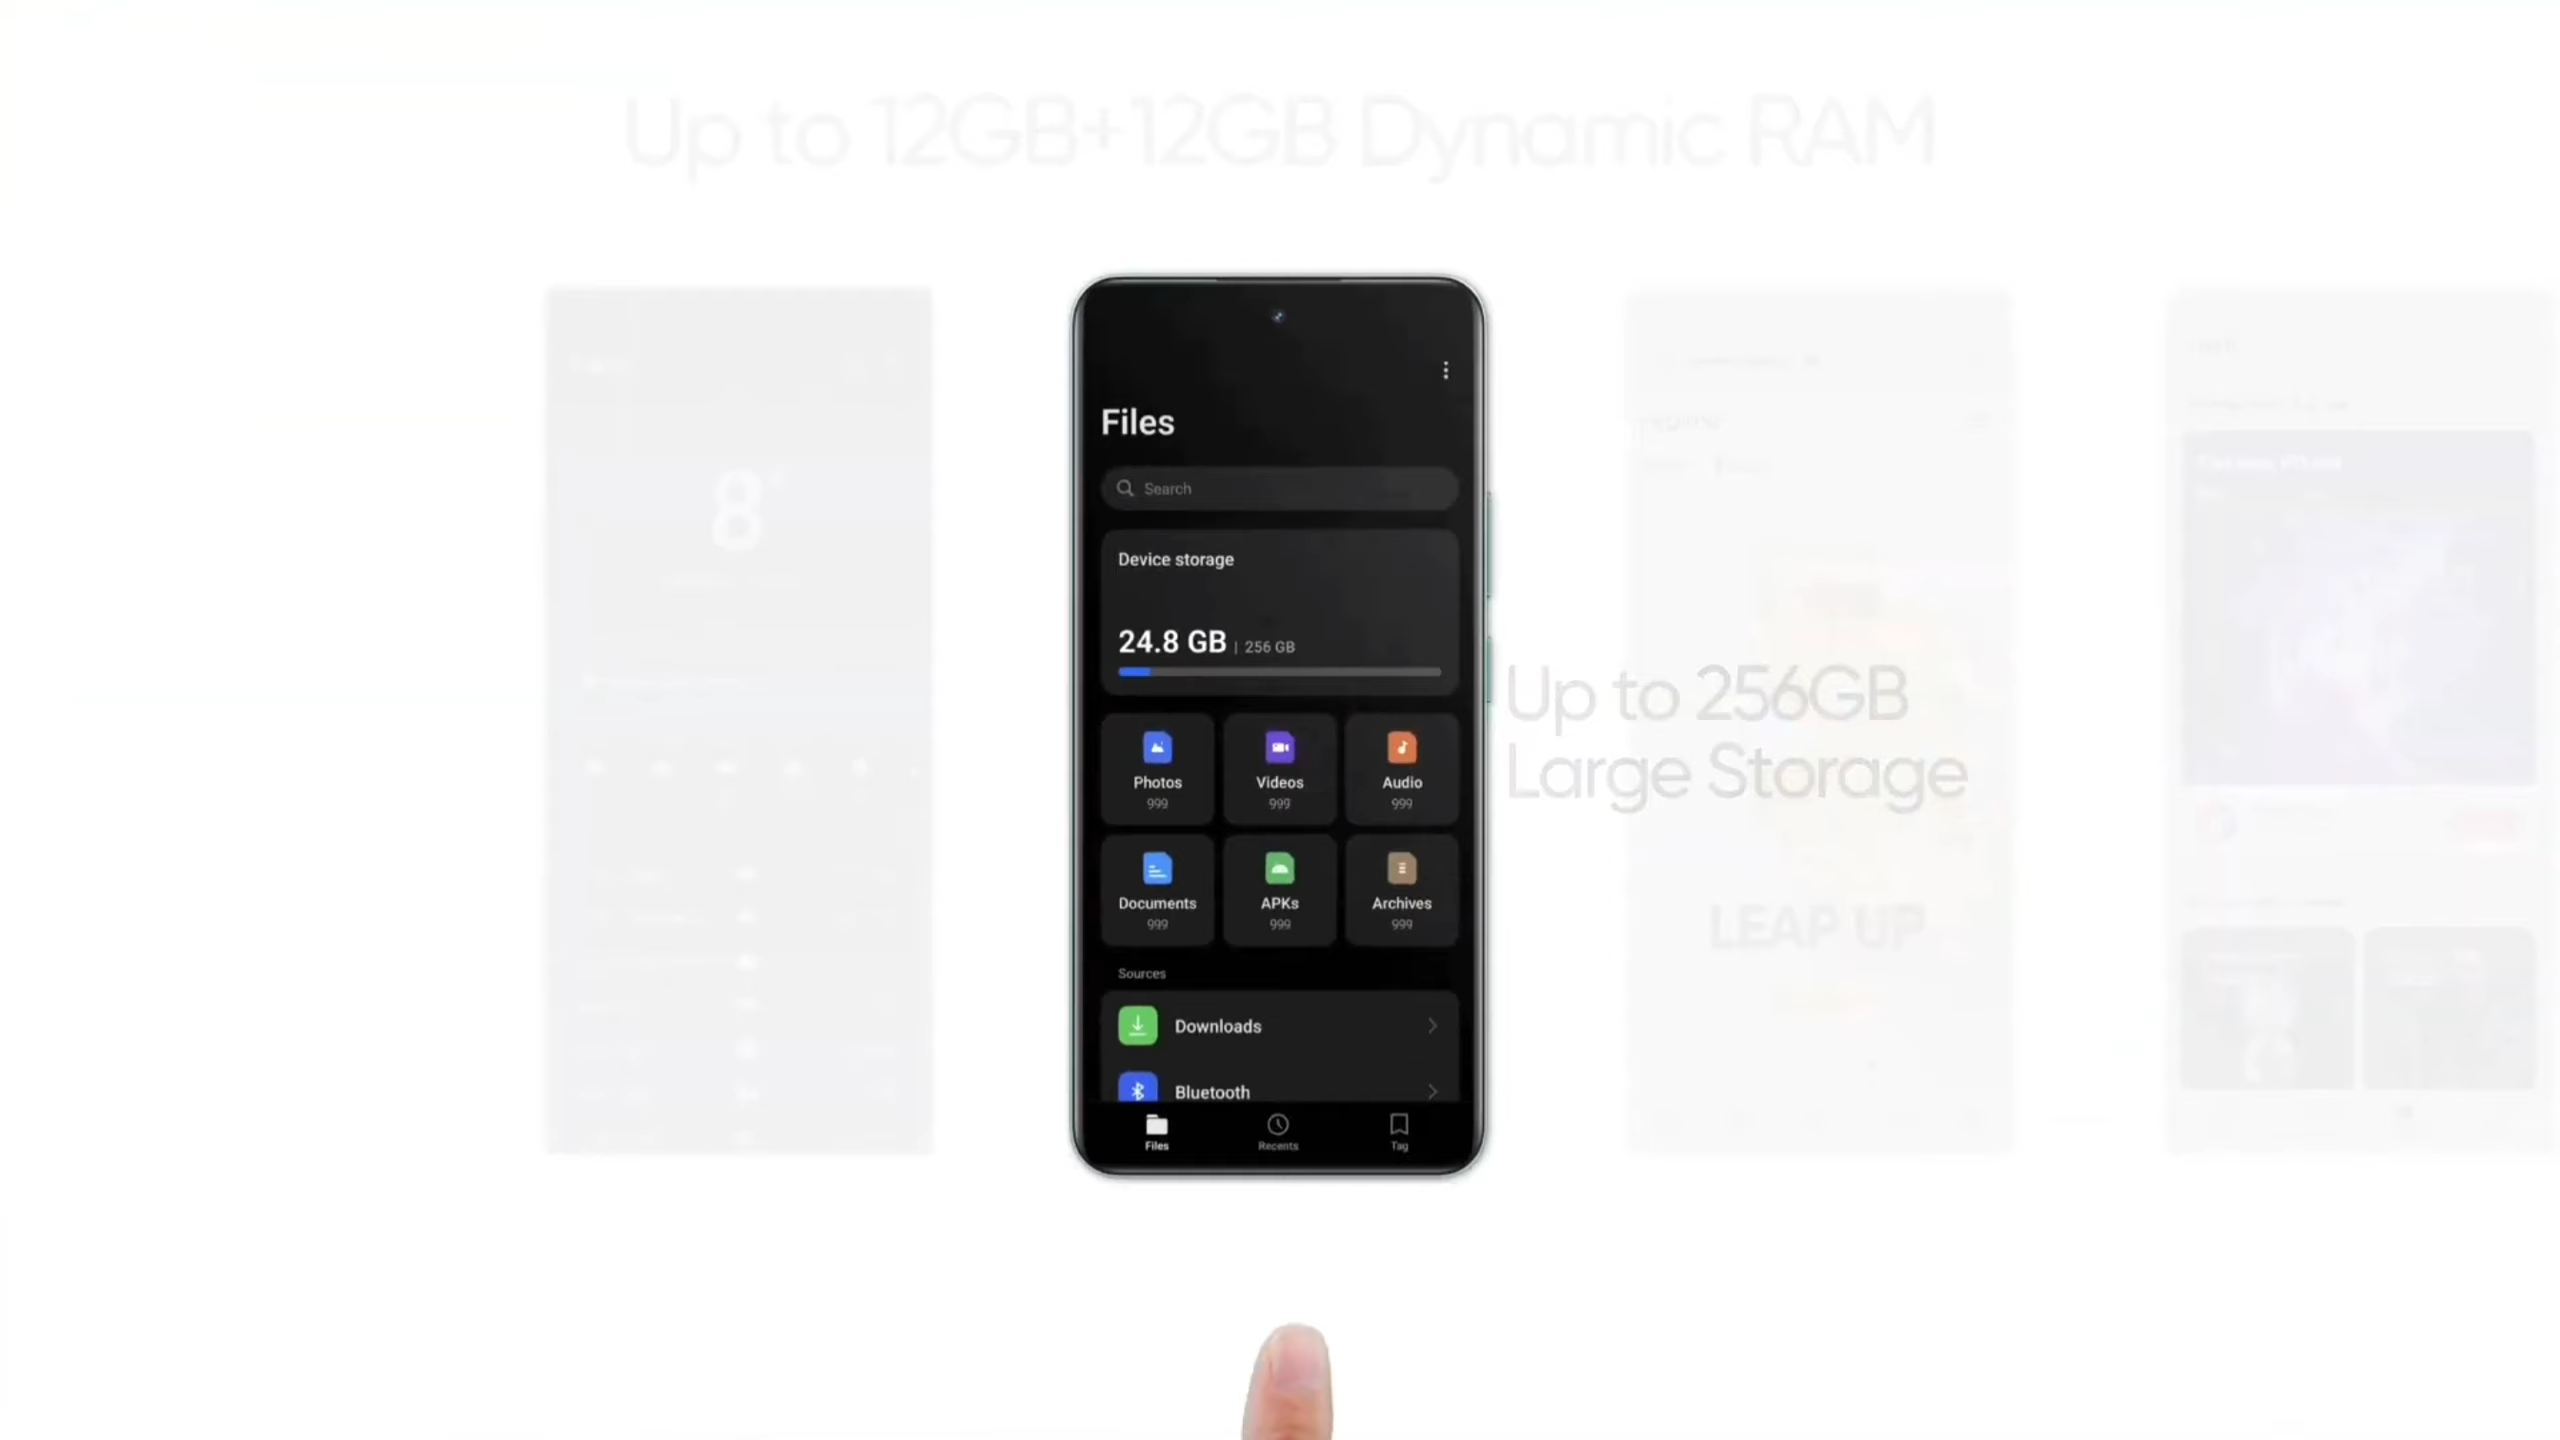 Up to 12GB+12GB Dynamic RAM
8°
Files
Search
Device storage
24.8 GB | 256 GB
Photos
999
Videos
999
Audio
999
Documents
999
APKs
999
Archives
999
Sources
Downloads
Bluetooth
Files
Recents
Tag
Up to 256GB
Large Storage
LEAP UP